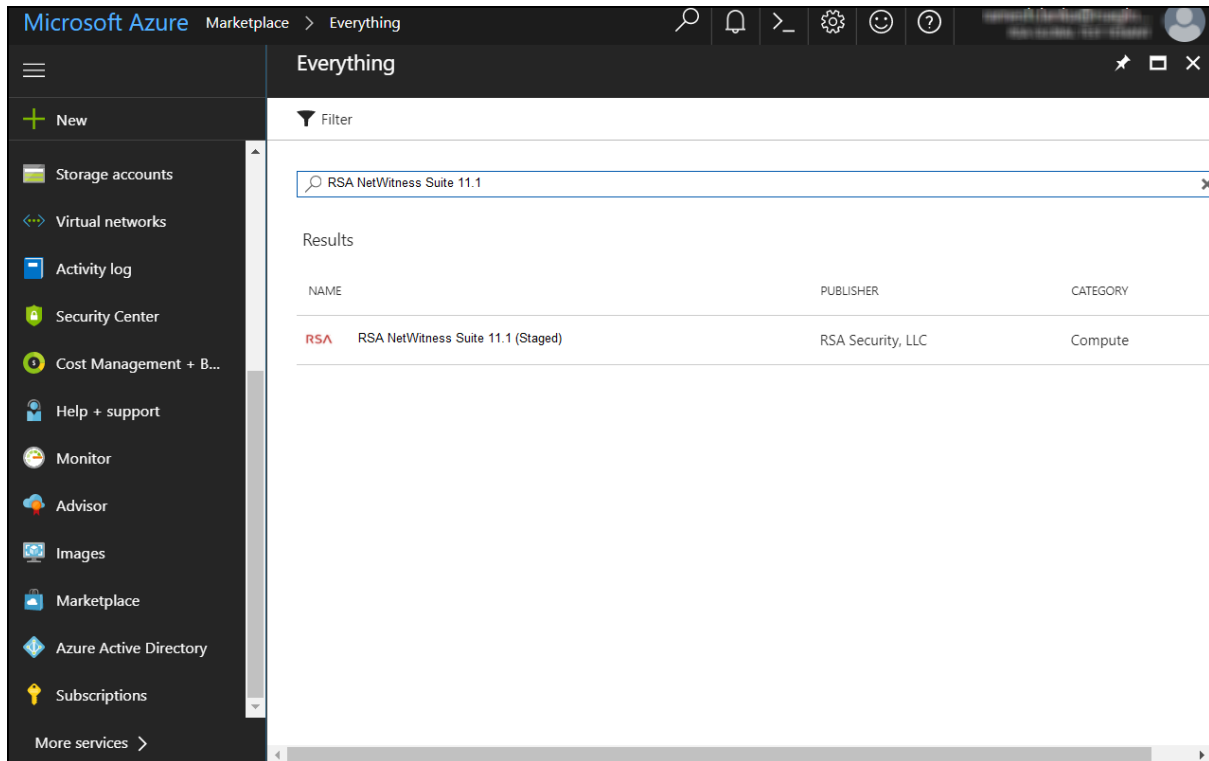 Microsoft Azure Marketplace > Everything
Everything
New
Filter
Storage accounts
RSA NetWitness Suite 11.1
Virtual networks
Results
Activity log
NAME PUBLISHER CATEGORY
Security Center
RSA RSA NetWitness Suite 11.1 (Staged) RSA Security, LLC Compute
Cost Management + B...
Help + support
Monitor
Advisor
Images
Marketplace
Azure Active Directory
Subscriptions
More services >